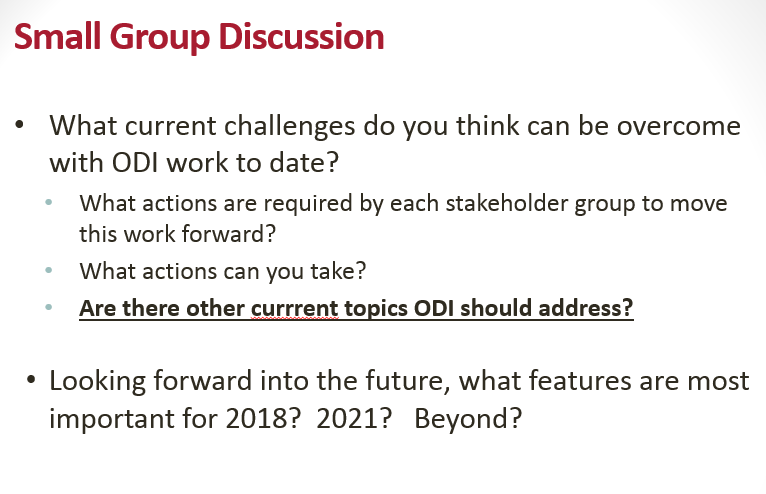 Small Group Discussion
• What current challenges do you think can be overcome
with ODI work to date?
• What actions are required by each stakeholder group to move
this work forward?
• What actions can you take?
• Are there other currrent topics ODI should address?
• Looking forward into the future, what features are most
important for 2018? 2021? Beyond?